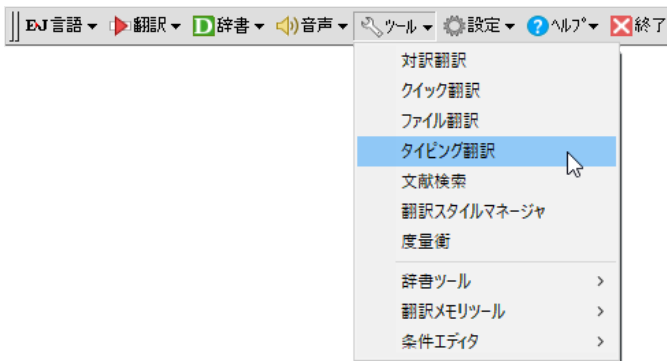 EJ言語 翻訳 辞書 音声 ツール 設定 ヘルプ 終了
対訳翻訳
クイック翻訳
ファイル翻訳
タイピング翻訳
文献検索
翻訳スタイルマネージャ
度量衡
辞書ツール
翻訳メモリツール
条件エディタ